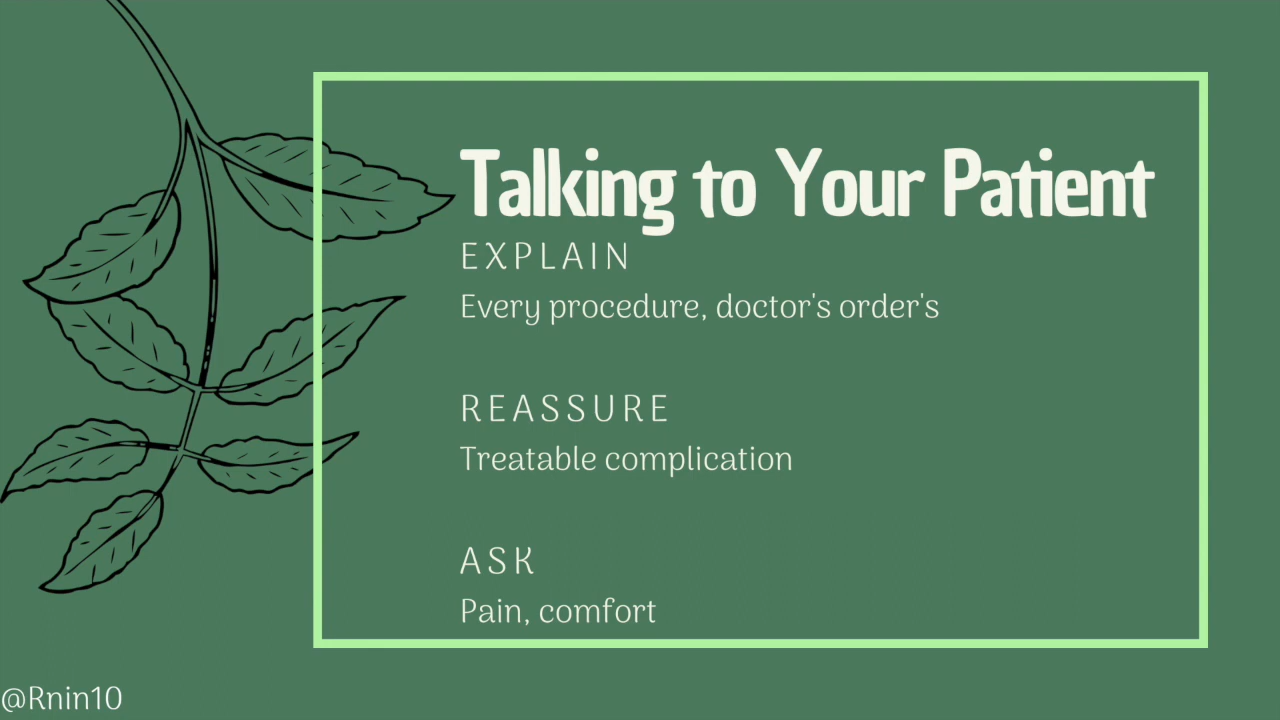 Talking to Your Patient
EXPLAIN
Every procedure, doctor's order's
REASSURE
Treatable complication
ASK
Pain, comfort
@Rnin10